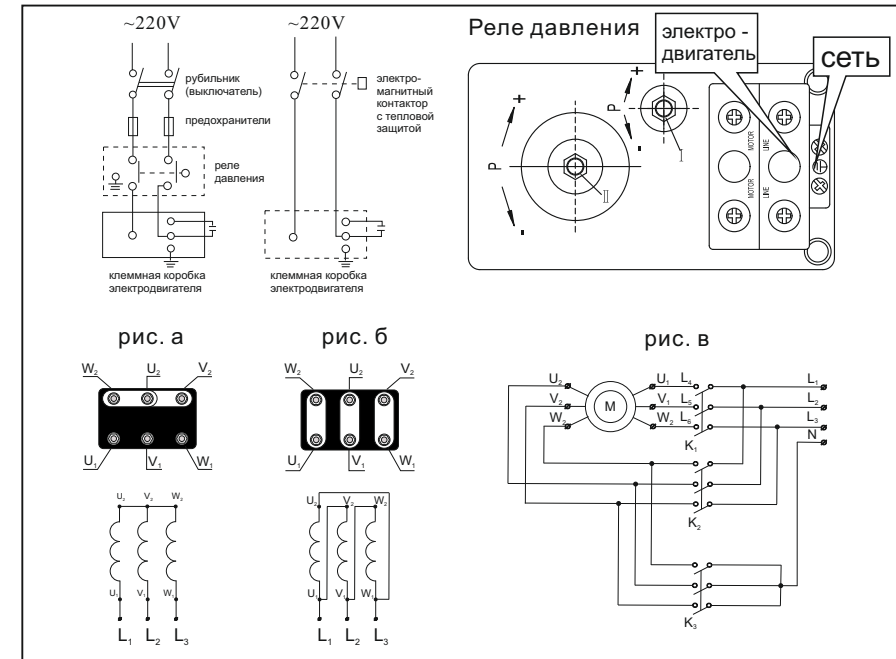 ~220V
~220V
рубильник
(выключатель)
предохранители
реле
давления
клеммная коробка
электродвигателя
электро-
магнитный
контактор
с тепловой
защитой
клеммная коробка
электродвигателя
Реле давления
электро -
двигатель
сеть
+
P
-
II
+
P
-
I
MOTOR
LINE
MOTOR
LINE
рис. а
W₂ U₂ V₂
U₁ V₁ W₁
U₂ V₂ W₂
U₁ V₁ W₁
L₁ L₂ L₃
рис. б
W₂ U₂ V₂
U₁ V₁ W₁
U₂ V₂ W₂
U₁ V₁ W₁
L₁ L₂ L₃
рис. в
U₂ U₁ L₄ L₁
V₂ M V₁ L₅ L₂
W₂ W₂ L₆ L₃
K₁ N
K₂
K₃